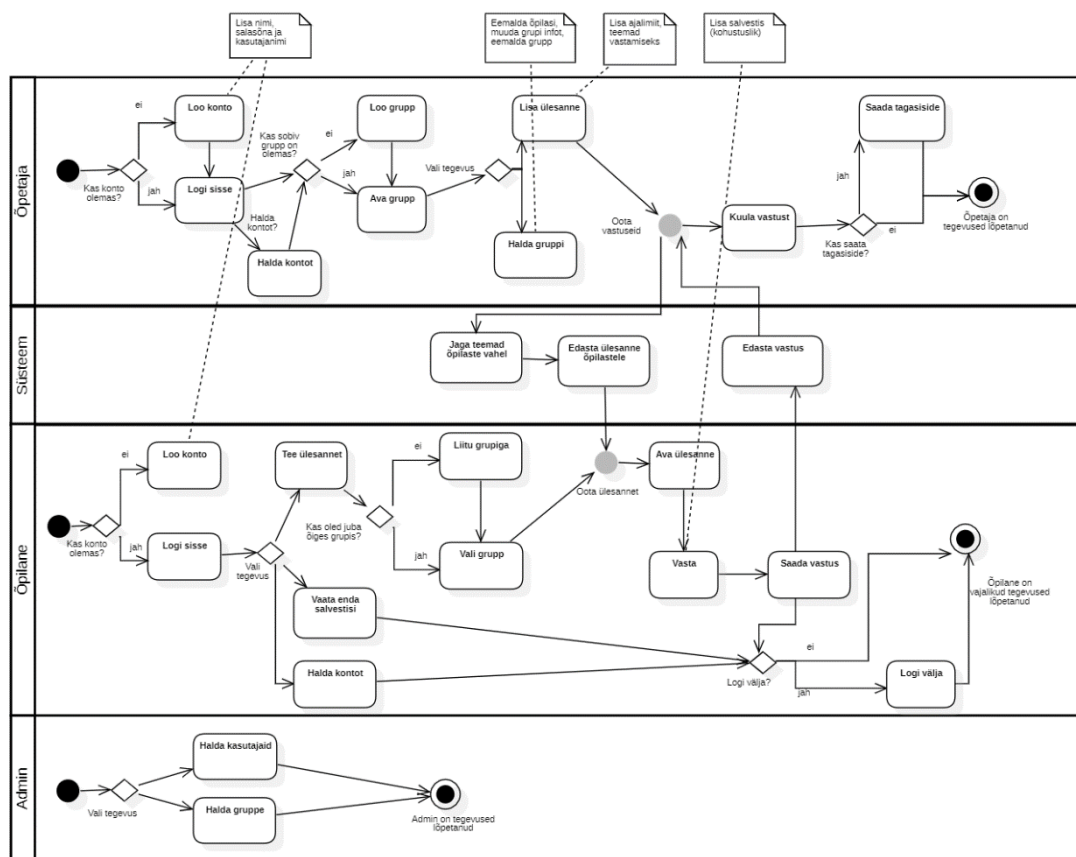 Lisa nimi,
salasõna ja
kasutajanimi
Eemalda õpilasi,
muuda grupi infot,
eemalda grupp
Lisa ajalimiit,
teemad
vastamiseks
Lisa salvestis
(kohustuslik)
Õpetaja
ei
Loo konto
Kas konto
olemas?
jah
Logi sisse
Halda
kontot?
Halda kontot
Kas sobiv
grupp on
olemas?
ei
Loo grupp
jah
Ava grupp
Vali tegevus
Lisa ülesanne
Halda gruppi
Oota
vastuseid
Kuula vastust
Kas saata
tagasiside?
jah
Saada tagasiside
ei
Õpetaja on
tegevused lõpetanud
Süsteem
Jaga teemad
õpilaste vahel
Edasta ülesanne
õpilastele
Edasta vastus
Õpilane
Kas konto
olemas?
ei
Loo konto
jah
Logi sisse
Vali
tegevus
Tee ülesannet
Vaata enda
salvestisi
Halda kontot
Kas oled juba
õiges grupis?
ei
Liitu grupiga
jah
Vali grupp
Oota ülesannet
Ava ülesanne
Vasta
Saada vastus
Logi välja?
ei
jah
Logi välja
Õpilane on
vajalikud tegevused
lõpetanud
Admin
Vali tegevus
Halda kasutajaid
Halda gruppe
Admin on tegevused
lõpetanud